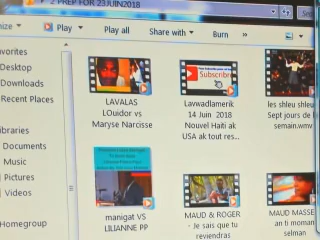 2 PREP FOR 23JUIN2018
nize Play Play all Share with Burn »
avorites
Desktop
Downloads
Recent Places
ibraries
Documents
Music
Pictures
Videos
Homegroup
LAVALAS
LOuidor vs
Maryse Narcisse
Subscribe
Lavvadlamerik
14 Juin 2018
Nouvel Haiti ak
USA ak tout res...
les shleu shleu
Sept jours de l
semain.wmv
manigat VS
LILIANNE PP
MAUD & ROGER
- Je sais que tu
reviendras
MAUD MASSE
an ti moman
selman